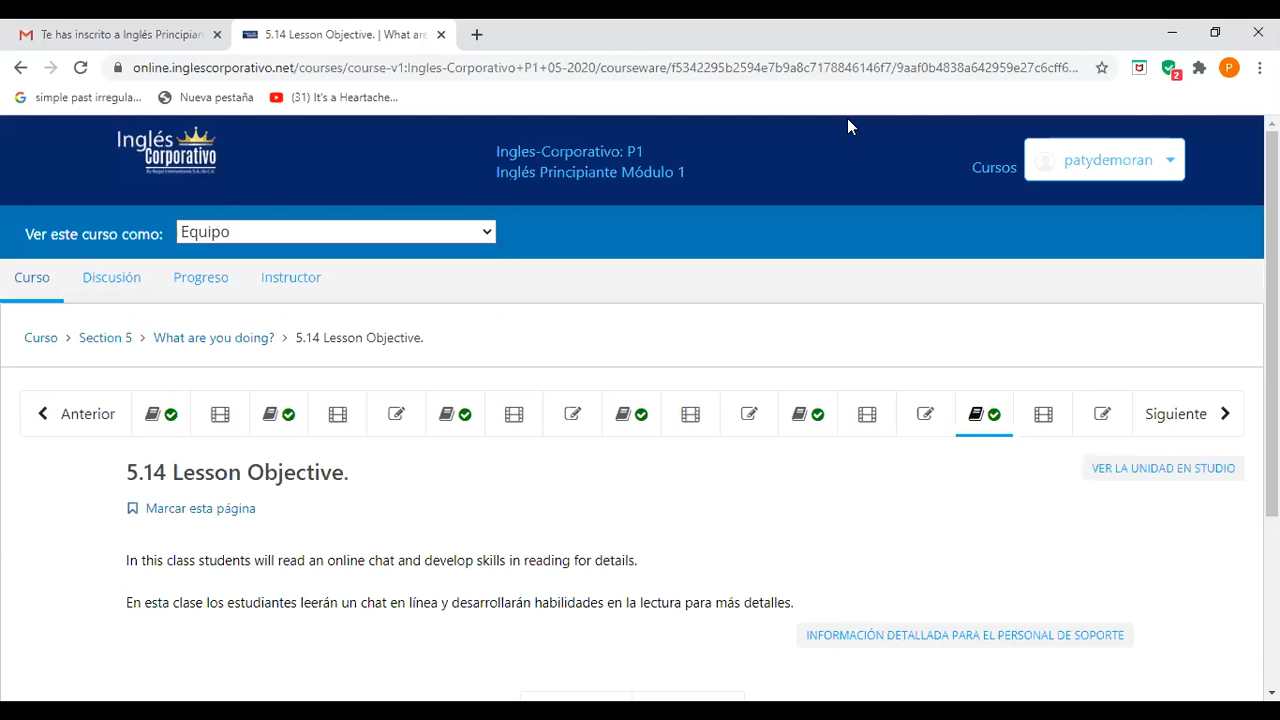 Te has inscrito a Inglés Principian
5.14 Lesson Objective. | What are
online.inglescorporativo.net/courses/course-v1:Ingles-Corporativo+P1+05-2020/courseware/f5342295b2594e7b9a8c7178846146f7/9aaf0b4838a642959e27c6cff6...
2
P
simple past irregula...
Nueva pestaña
(31) It's a Heartache...
Inglés
Corporativo
Ingles-Corporativo: P1
Inglés Principiante Módulo 1
Cursos
patydemoran
Ver este curso como:
Equipo
Curso
Discusión
Progreso
Instructor
Curso > Section 5 > What are you doing? > 5.14 Lesson Objective.
Anterior
Siguiente
5.14 Lesson Objective.
VER LA UNIDAD EN STUDIO
Marcar esta página
In this class students will read an online chat and develop skills in reading for details.
En esta clase los estudiantes leerán un chat en línea y desarrollarán habilidades en la lectura para más detalles.
INFORMACIÓN DETALLADA PARA EL PERSONAL DE SOPORTE